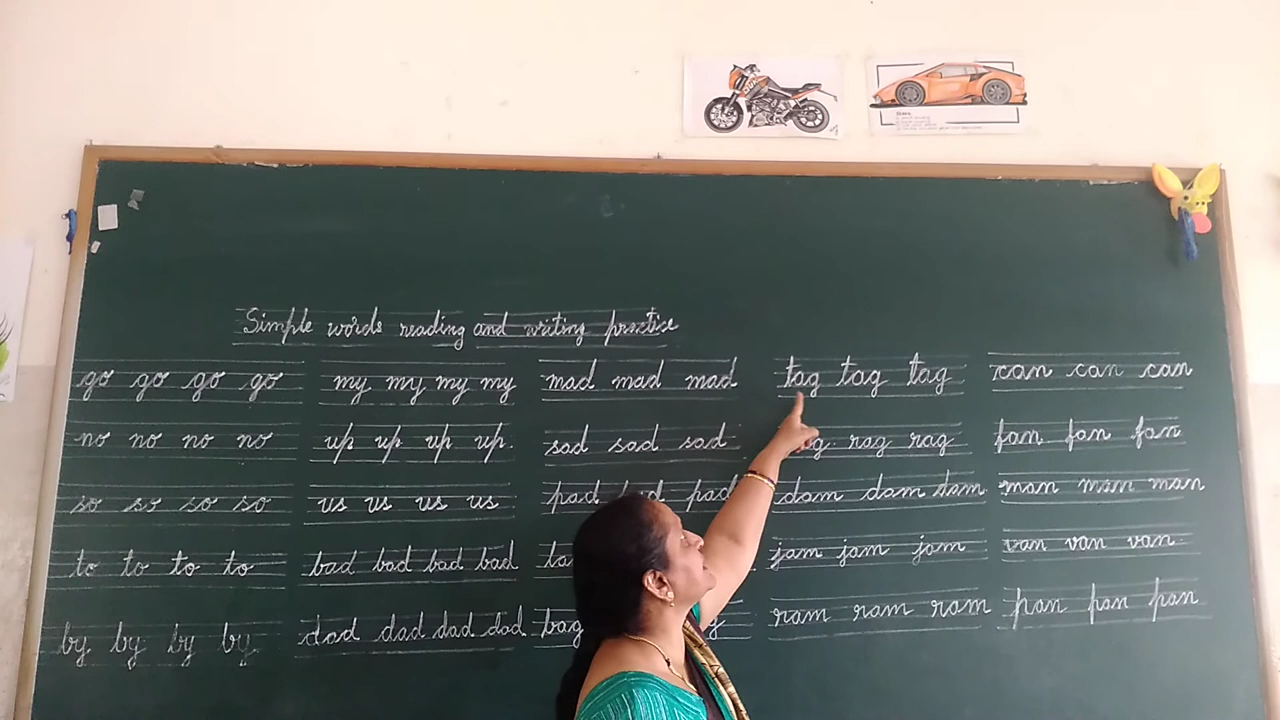 Simple words reading and writing practice
go go go go my my my my mad mad mad tag tag tag can can can
no no no no up up up up. sad sad sad rag rag fan fan fan
so so so so us us us us pad pad dam dam dam man man man
to to to to bad bad bad bad jam jam jam van van van
by by by by dad dad dad dad bag ram ram ram pan pan pan